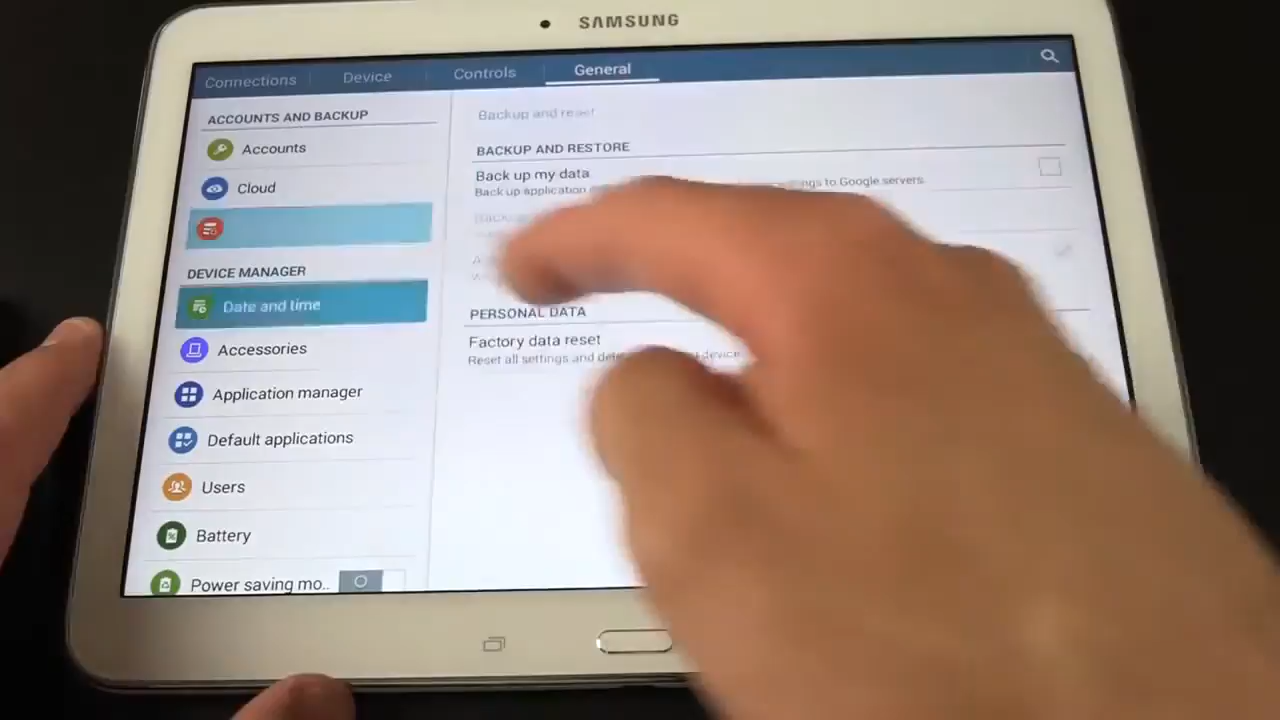 SAMSUNG
Connections
Device
Controls
General
ACCOUNTS AND BACKUP
Accounts
Cloud
DEVICE MANAGER
Date and time
Accessories
Application manager
Default applications
Users
Battery
Power saving mo..
Backup and reset
BACKUP AND RESTORE
Back up my data
Back up application to Google servers.
Backup
PERSONAL DATA
Factory data reset
Reset all settings and device